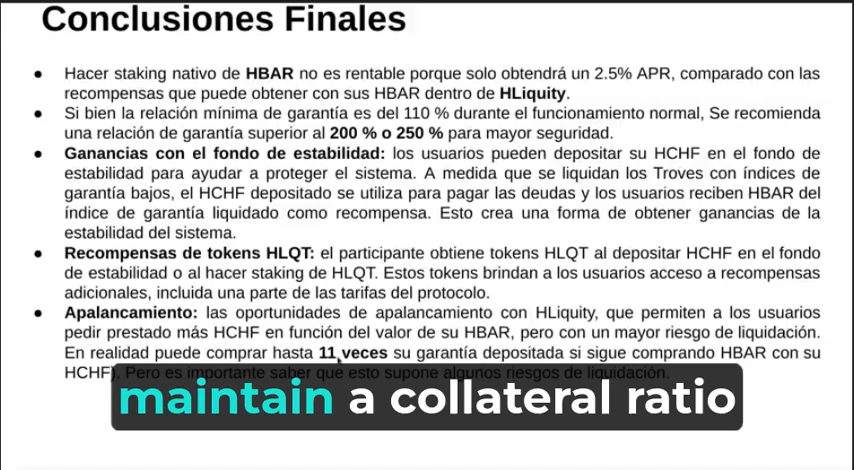 Conclusiones Finales
● Hacer staking nativo de HBAR no es rentable porque solo obtendrá un 2.5% APR, comparado con las
recompensas que puede obtener con sus HBAR dentro de HLiquity.
● Si bien la relación mínima de garantía es del 110 % durante el funcionamiento normal, Se recomienda
una relación de garantía superior al 200 % o 250 % para mayor seguridad.
● Ganancias con el fondo de estabilidad: los usuarios pueden depositar su HCHF en el fondo de
estabilidad para ayudar a proteger el sistema. A medida que se liquidan los Troves con índices de
garantía bajos, el HCHF depositado se utiliza para pagar las deudas y los usuarios reciben HBAR del
índice de garantía liquidado como recompensa. Esto crea una forma de obtener ganancias de la
estabilidad del sistema.
● Recompensas de tokens HLQT: el participante obtiene tokens HLQT al depositar HCHF en el fondo
de estabilidad o al hacer staking de HLQT. Estos tokens brindan a los usuarios acceso a recompensas
adicionales, incluida una parte de las tarifas del protocolo.
● Apalancamiento: las oportunidades de apalancamiento con HLiquity, que permiten a los usuarios
pedir prestado más HCHF en función del valor de su HBAR, pero con un mayor riesgo de liquidación.
En realidad puede comprar hasta 11 veces su garantía depositada si sigue comprando HBAR con su
HCHF). Pero es importante saber que esto supone algunos riesgos de liquidación.
maintain a collateral ratio